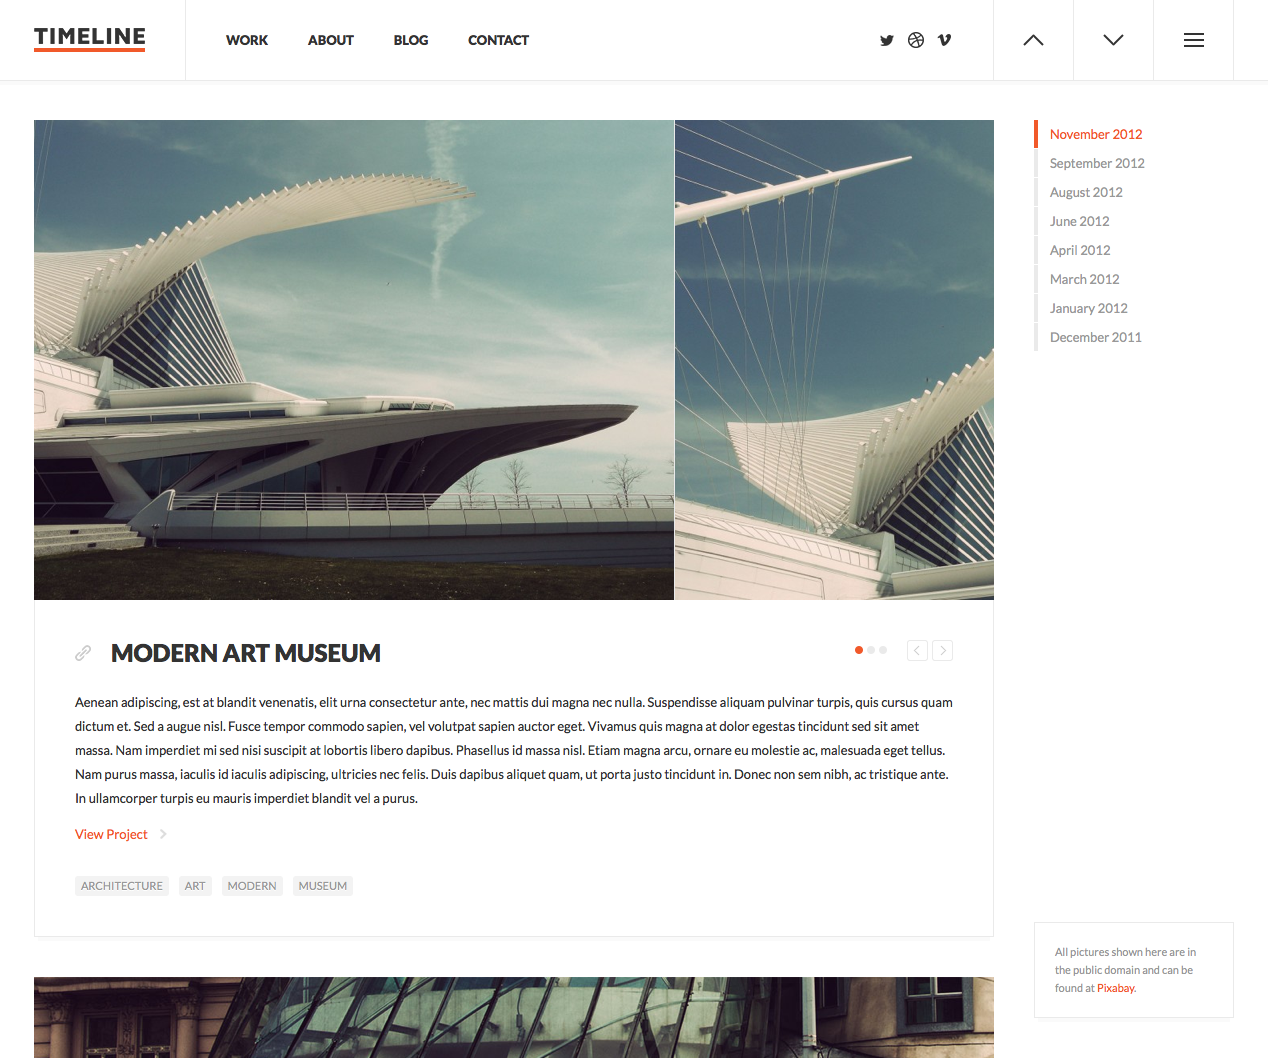 TIMELINE
WORK ABOUT BLOG CONTACT
November 2012
September 2012
August 2012
June 2012
April 2012
March 2012
January 2012
December 2011
MODERN ART MUSEUM
Aenean adipiscing, est at blandit venenatis, elit urna consectetur ante, nec mattis dui magna nec nulla. Suspendisse aliquam pulvinar turpis, quis cursus quam
dictum et. Sed a augue nisl. Fusce tempor commodo sapien, vel volutpat sapien auctor eget. Vivamus quis magna at dolor egestas tincidunt sed sit amet
massa. Nam imperdiet mi sed nisi suscipit at lobortis libero dapibus. Phasellus id massa nisl. Etiam magna arcu, ornare eu molestie ac, malesuada eget tellus.
Nam purus massa, iaculis id iaculis adipiscing, ultricies nec felis. Duis dapibus aliquet quam, ut porta justo tincidunt in. Donec non sem nibh, ac tristique ante.
In ullamcorper turpis eu mauris imperdiet blandit vel a purus.
View Project
ARCHITECTURE ART MODERN MUSEUM
All pictures shown here are in
the public domain and can be
found at Pixabay.